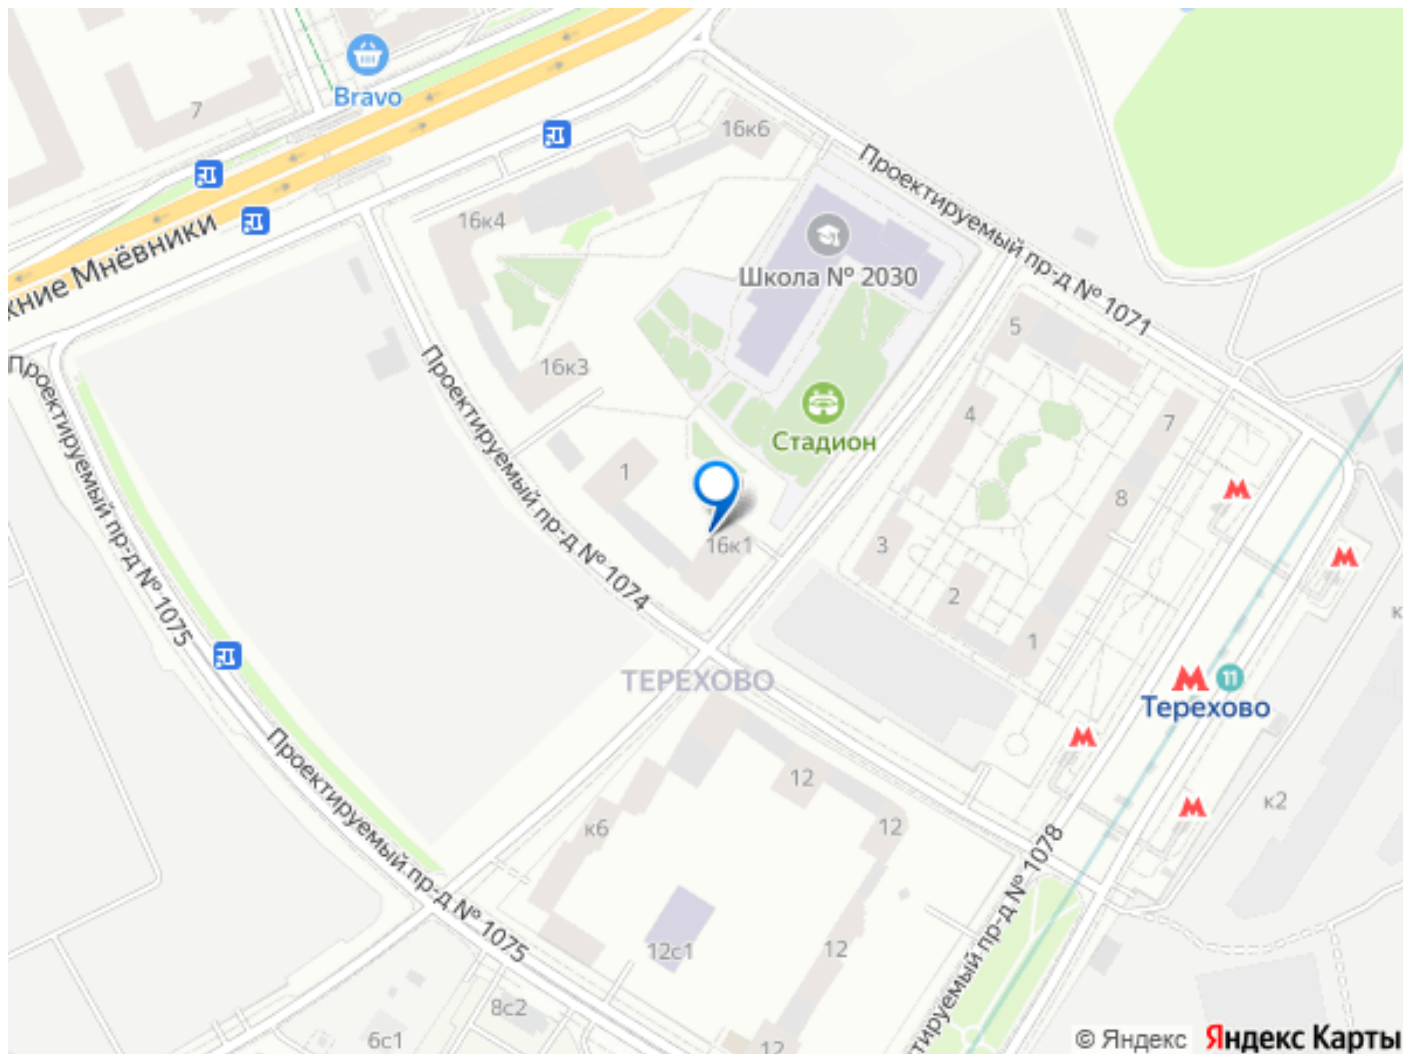 Bravo
7
16к6
Проектируемый пр-д № 1071
16к4
Школа № 2030
хние Мнёвники
5
Проектируемый пр-д № 1074
16к3
Проектируемый пр-д № 1075
4
7
Стадион
1
8
16к1
3
2
1
к
ТЕРЕХОВО
11
Терехово
Проектируемый пр-д № 1075
12
к2
к6
12
тируемый пр-д № 1078
12с1
12
8с2
6с1
12
© Яндекс
Яндекс Карты